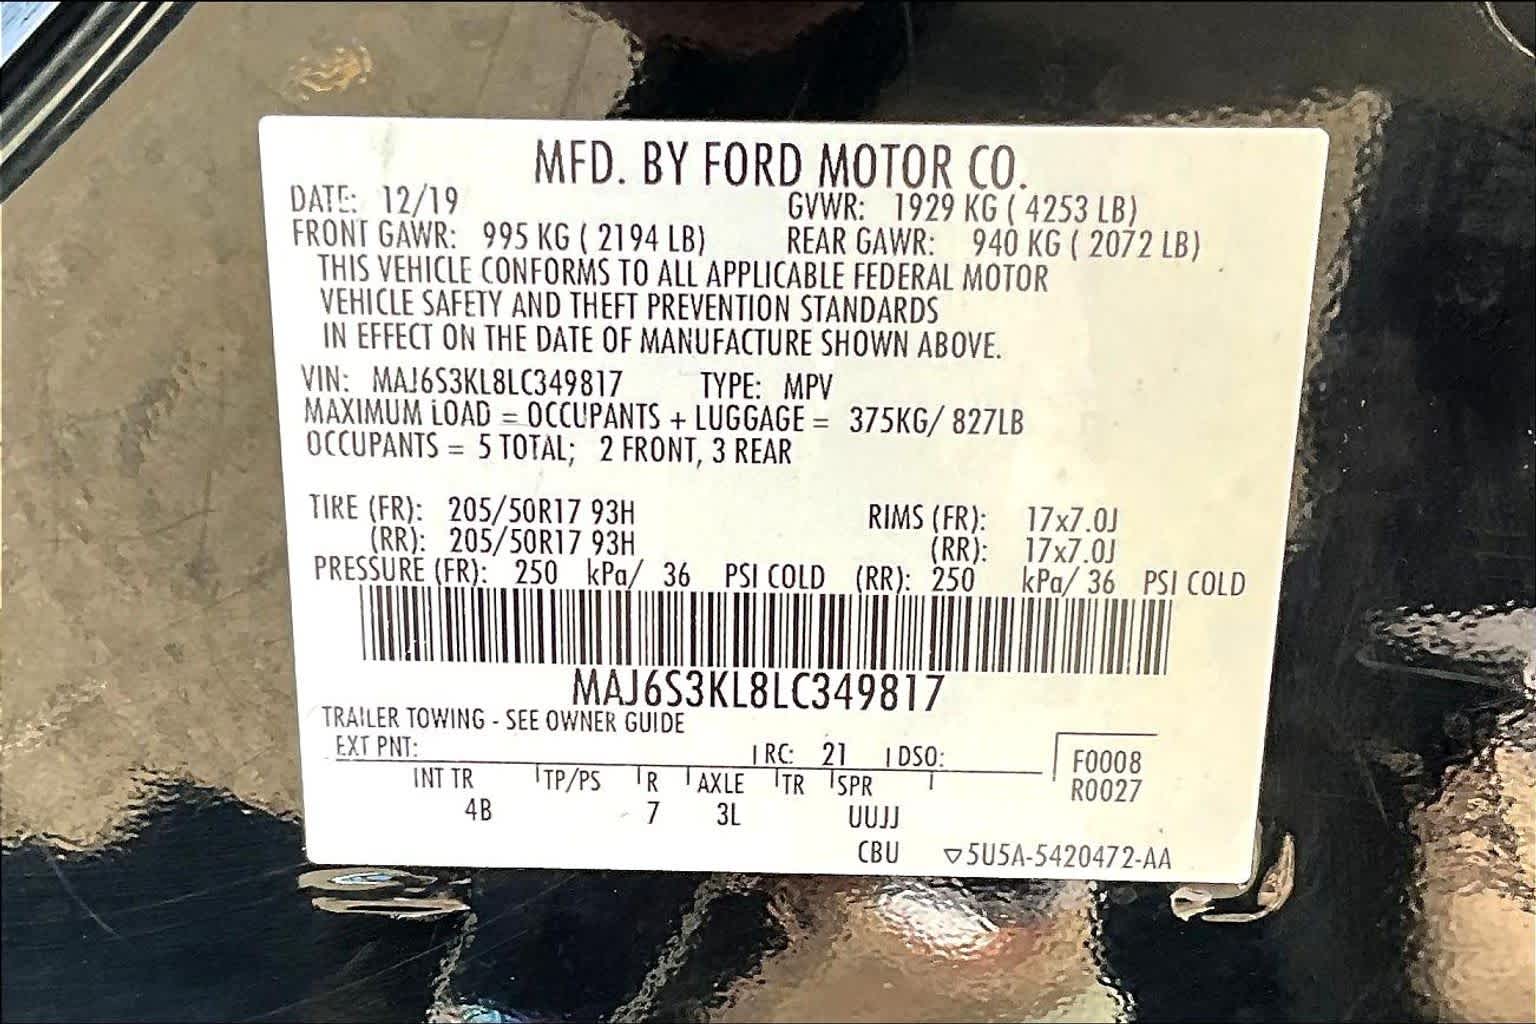 MFD. BY FORD MOTOR CO.
DATE: 12/19 GVWR: 1929 KG ( 4253 LB)
FRONT GAWR: 995 KG ( 2194 LB) REAR GAWR: 940 KG ( 2072 LB)
THIS VEHICLE CONFORMS TO ALL APPLICABLE FEDERAL MOTOR
VEHICLE SAFETY AND THEFT PREVENTION STANDARDS
IN EFFECT ON THE DATE OF MANUFACTURE SHOWN ABOVE.
VIN: MAJ6S3KL8LC349817 TYPE: MPV
MAXIMUM LOAD = OCCUPANTS + LUGGAGE = 375KG/ 827LB
OCCUPANTS = 5 TOTAL; 2 FRONT, 3 REAR
TIRE (FR): 205/50R17 93H RIMS (FR): 17x7.0J
(RR): 205/50R17 93H (RR): 17x7.0J
PRESSURE (FR): 250 kPa/ 36 PSI COLD (RR): 250 kPa/ 36 PSI COLD
MAJ6S3KL8LC349817
TRAILER TOWING - SEE OWNER GUIDE
EXT PNT: RC: 21 DSO: F0008
INT TR TP/PS R AXLE TR SPR R0027
4B 7 3L UUJJ
CBU ▽5U5A-5420472-AA